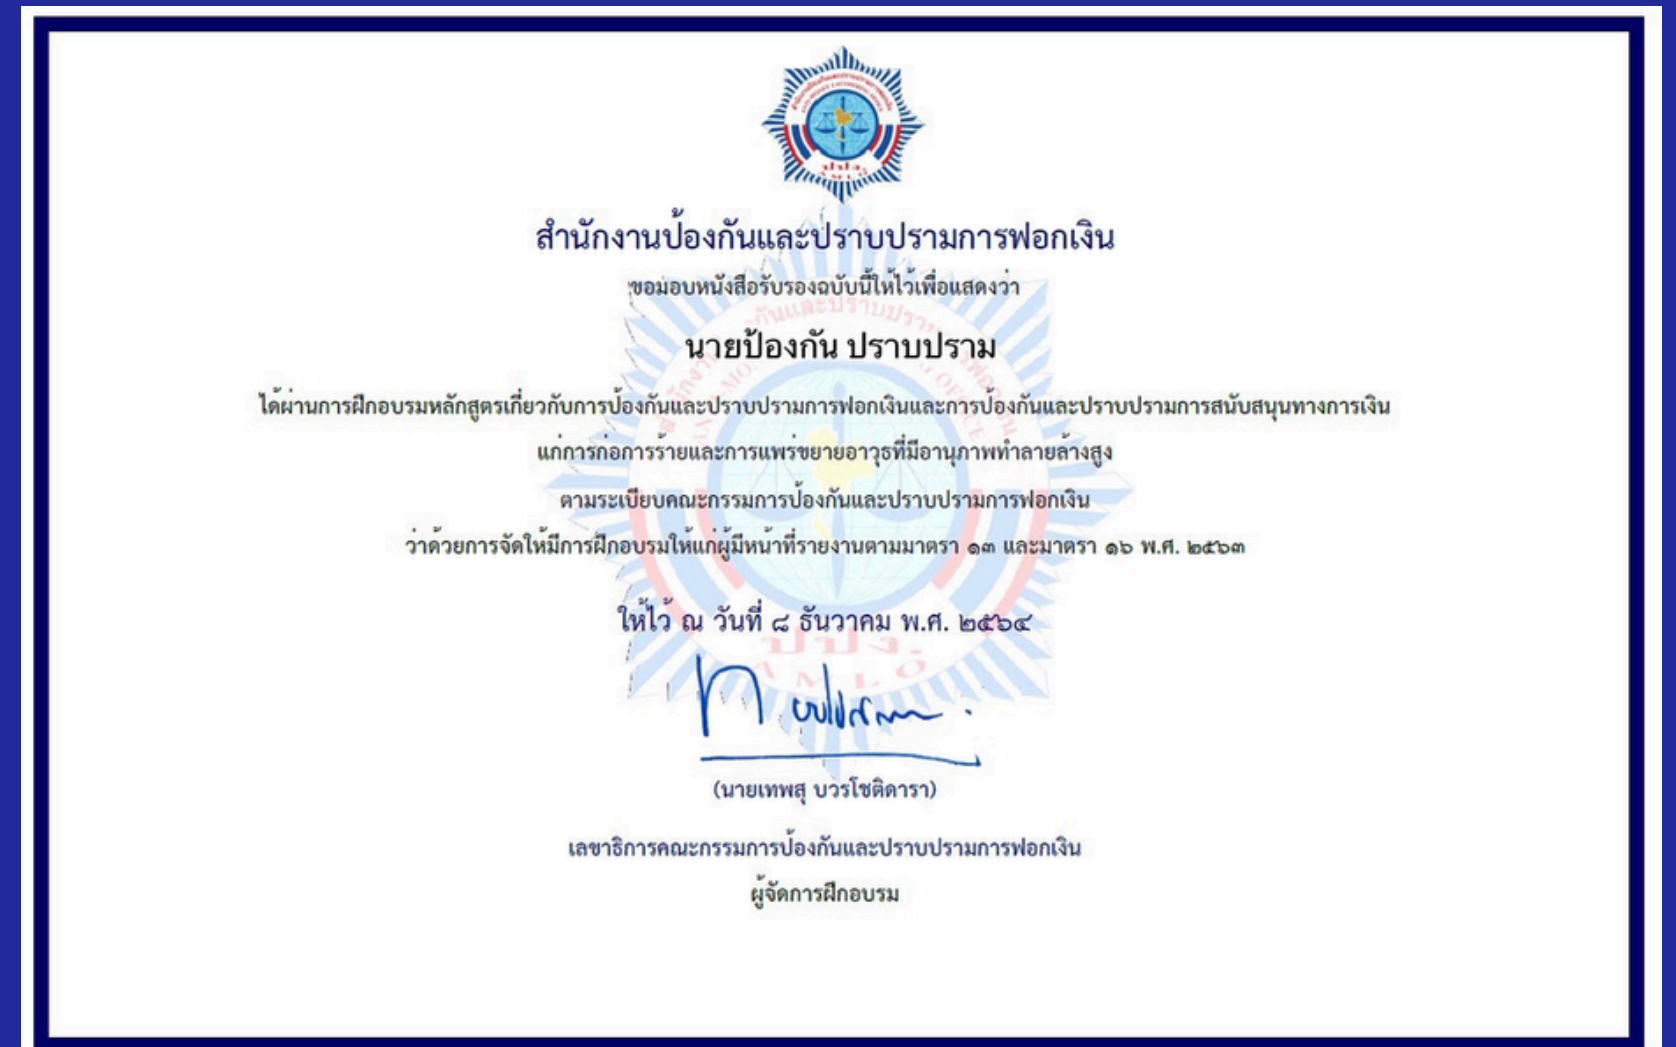 ปปง.
AMLO
สำนักงานป้องกันและปราบปรามการฟอกเงิน
ขอมอบหนังสือรับรองฉบับนี้ให้ไว้เพื่อแสดงว่า
นายป้องกัน ปราบปราม
ได้ผ่านการฝึกอบรมหลักสูตรเกี่ยวกับการป้องกันและปราบปรามการฟอกเงินและการป้องกันและปราบปรามการสนับสนุนทางการเงิน
แก่การก่อการร้ายและการแพร่ขยายอาวุธที่มีอานุภาพทำลายล้างสูง
ตามระเบียบคณะกรรมการป้องกันและปราบปรามการฟอกเงิน
ว่าด้วยการจัดให้มีการฝึกอบรมให้แก่ผู้มีหน้าที่รายงานตามมาตรา ๑๓ และมาตรา ๑๖ พ.ศ. ๒๕๖๓
ให้ไว้ ณ วันที่ ๘ ธันวาคม พ.ศ. ๒๕๖๔
ปปง.
AMLO
(นายเทพสุ บวรโชติดารา)
เลขาธิการคณะกรรมการป้องกันและปราบปรามการฟอกเงิน
ผู้จัดการฝึกอบรม